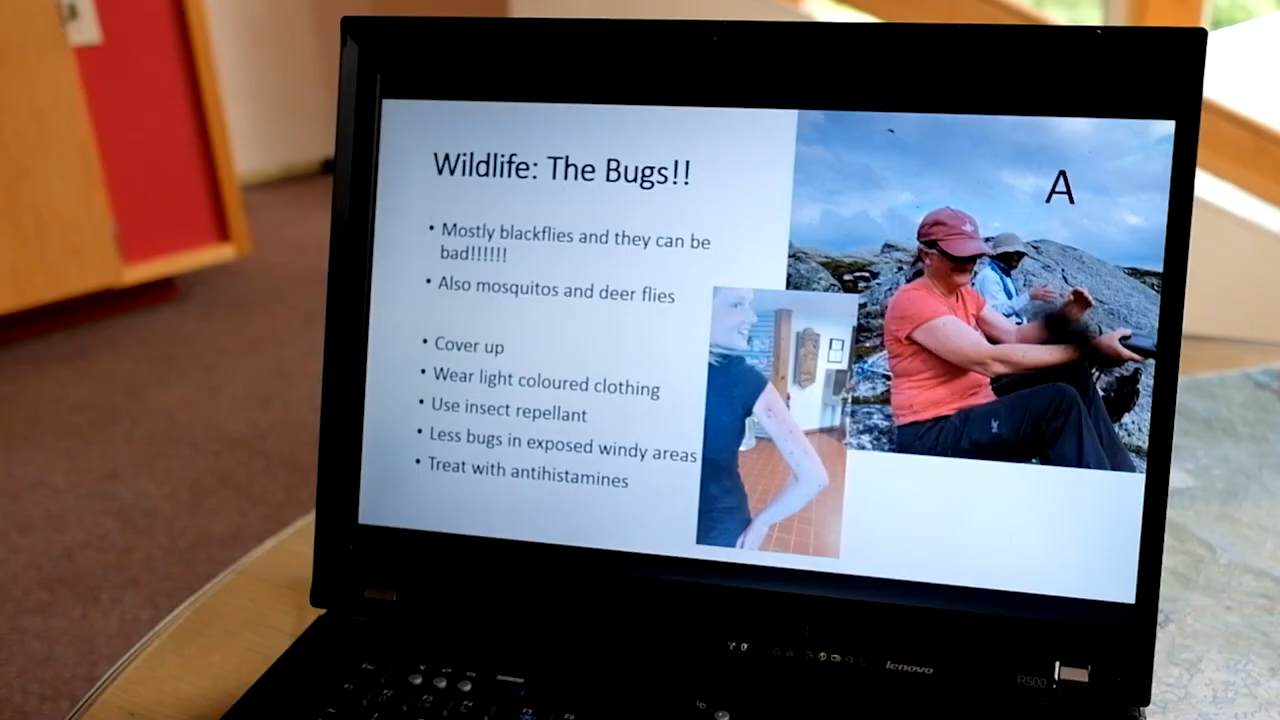 Wildlife: The Bugs!!
A
• Mostly blackflies and they can be
bad!!!!!!
• Also mosquitos and deer flies
• Cover up
• Wear light coloured clothing
• Use insect repellant
• Less bugs in exposed windy areas
• Treat with antihistamines
lenovo
R500